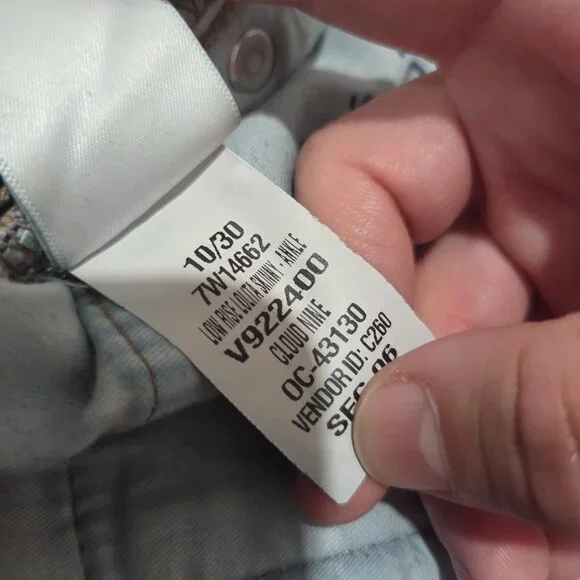 10/30
7W14662
LOW RISE LOLITA SKINNY - ANKLE
V922400
CLOUD NINE
OC-43130
VENDOR ID: C260